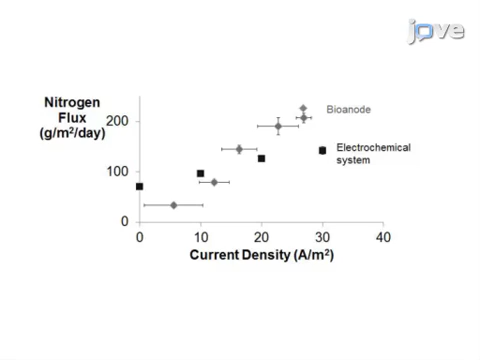 jove
Nitrogen
Flux
(g/m²/day)
200
100
0
Bioanode
Electrochemical
system
0 10 20 30 40
Current Density (A/m²)